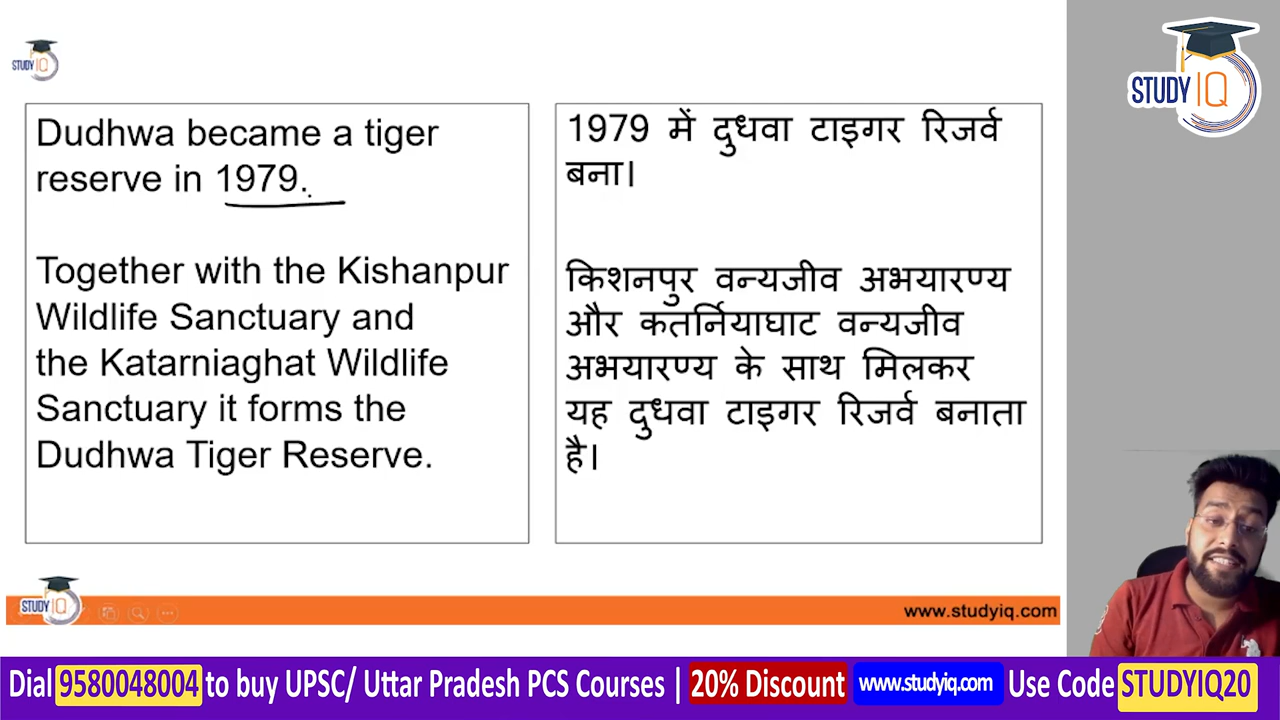 STUDY IQ
STUDY IQ
Dudhwa became a tiger
reserve in 1979.
Together with the Kishanpur
Wildlife Sanctuary and
the Katarniaghat Wildlife
Sanctuary it forms the
Dudhwa Tiger Reserve.
1979 में दुधवा टाइगर रिजर्व
बना।
किशनपुर वन्यजीव अभयारण्य
और कतर्नियाघाट वन्यजीव
अभयारण्य के साथ मिलकर
यह दुधवा टाइगर रिजर्व बनाता
है।
STUDY IQ
www.studyiq.com
Dial 9580048004 to buy UPSC/ Uttar Pradesh PCS Courses | 20% Discount www.studyiq.com Use Code STUDYIQ20